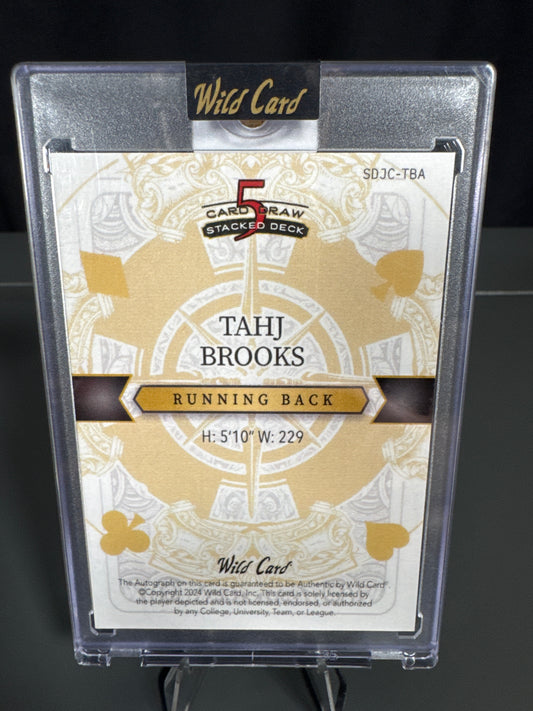 Wild Card
SDJC-TBA
5
CARD DRAW
STACKED DECK
TAHJ
BROOKS
RUNNING BACK
H: 5'10" W: 229
Wild Card
The Autograph on this card is guaranteed to be Authentic by Wild Card®.
©Copyright 2024 Wild Card, Inc. This card is solely licensed by
the player depicted and is not licensed, endorsed, or authorized
by any College, University, Team, or League.